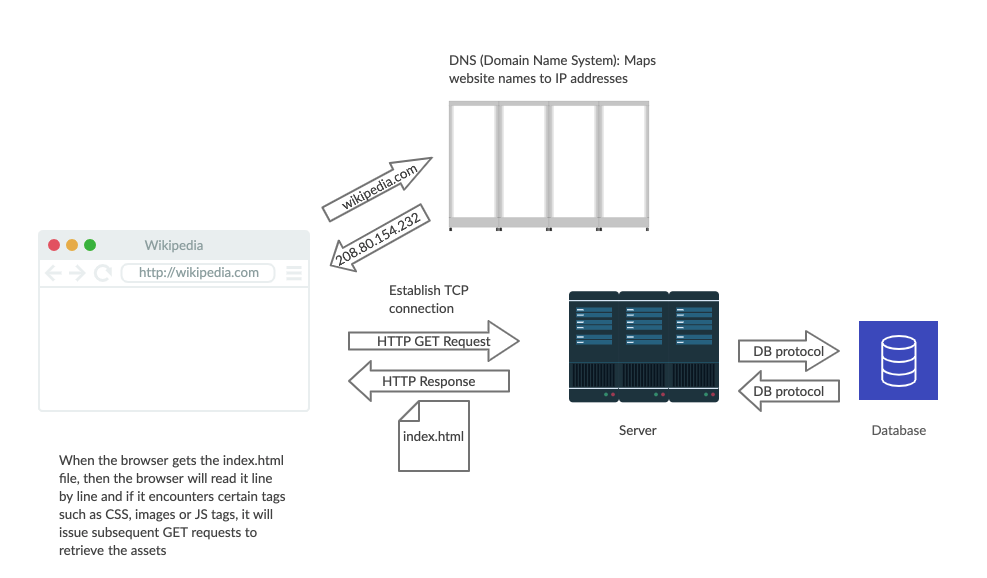 DNS (Domain Name System): Maps
website names to IP addresses
wikipedia.com
208.80.154.232
Wikipedia
http://wikipedia.com
Establish TCP
connection
HTTP GET Request
HTTP Response
index.html
DB protocol
DB protocol
Server
Database
When the browser gets the index.html
file, then the browser will read it line
by line and if it encounters certain tags
such as CSS, images or JS tags, it will
issue subsequent GET requests to
retrieve the assets